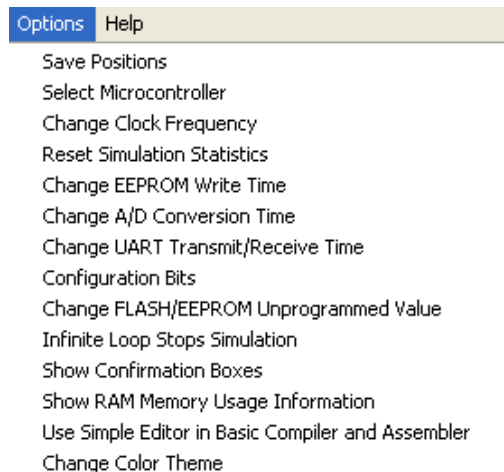 Options Help
Save Positions
Select Microcontroller
Change Clock Frequency
Reset Simulation Statistics
Change EEPROM Write Time
Change A/D Conversion Time
Change UART Transmit/Receive Time
Configuration Bits
Change FLASH/EEPROM Unprogrammed Value
Infinite Loop Stops Simulation
Show Confirmation Boxes
Show RAM Memory Usage Information
Use Simple Editor in Basic Compiler and Assembler
Change Color Theme